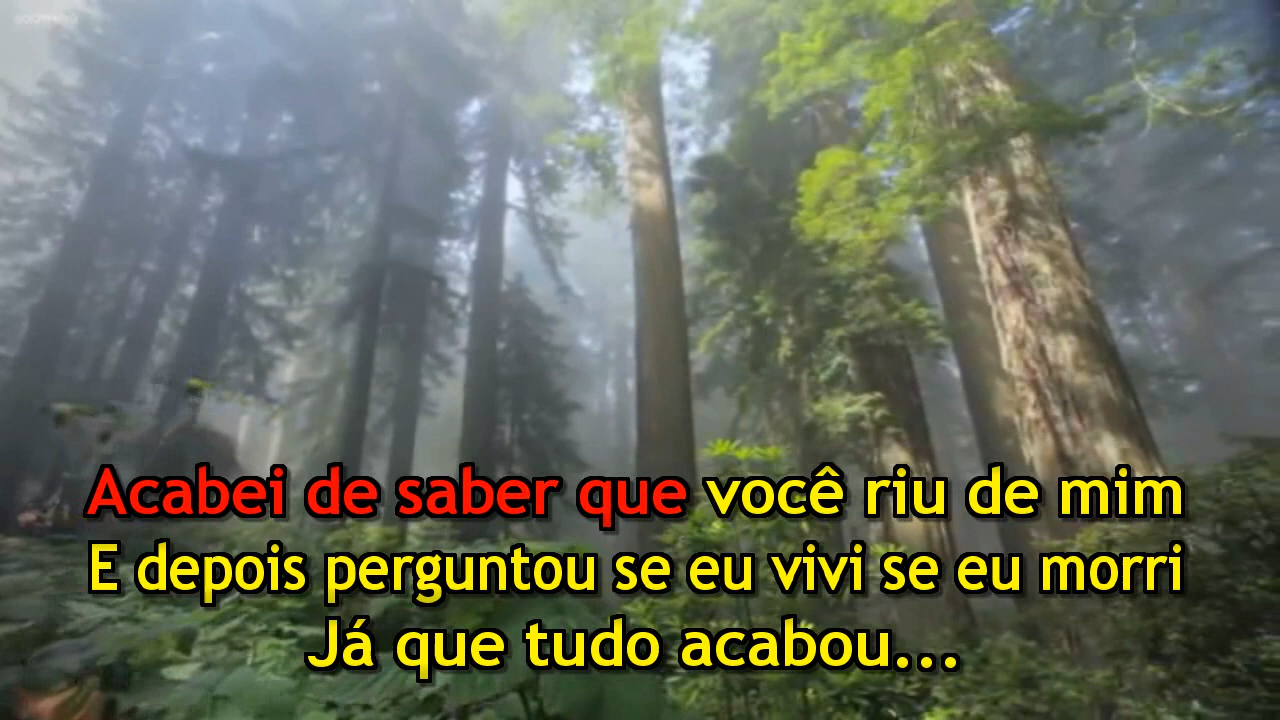 Acabei de saber que você riu de mim
E depois perguntou se eu vivi se eu morri
Já que tudo acabou...